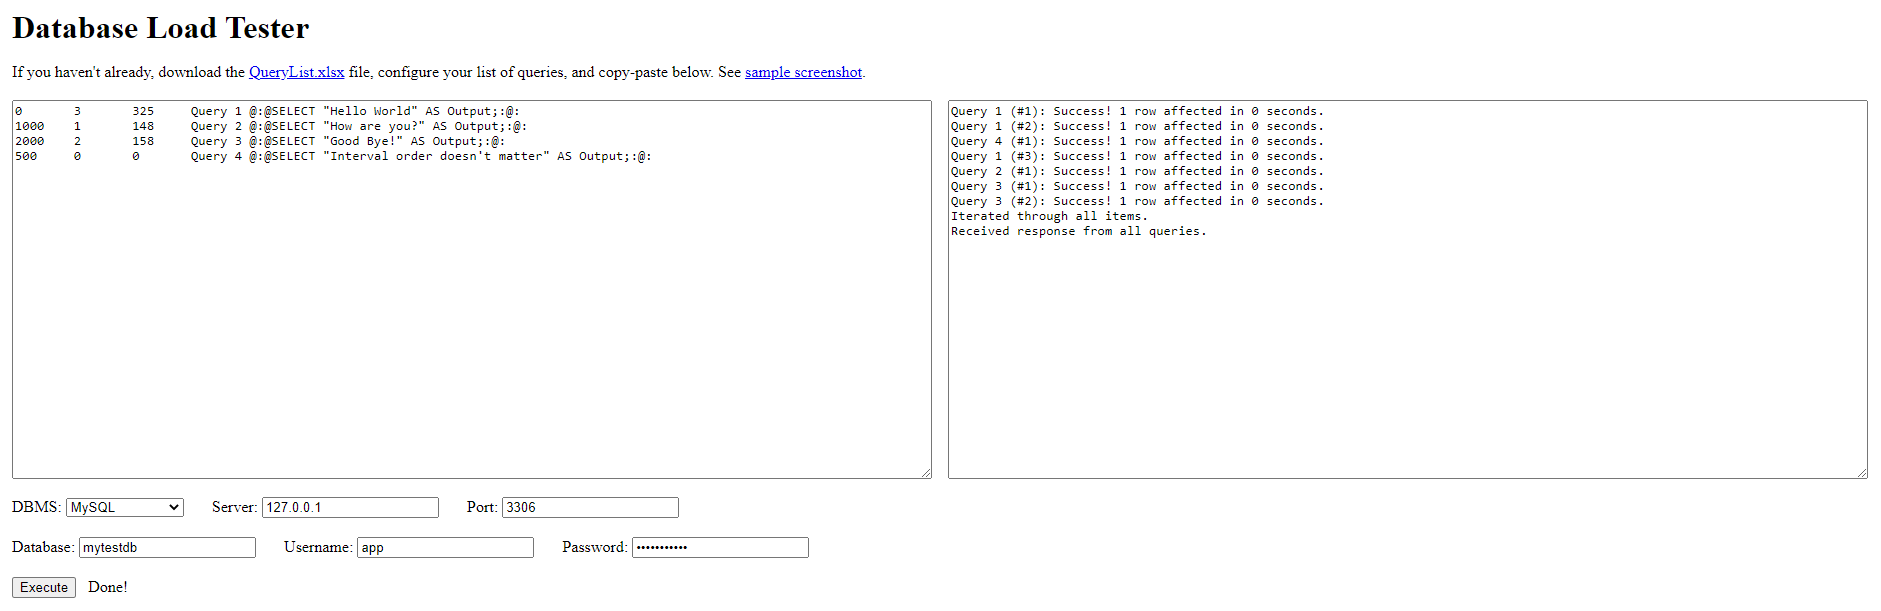 Database Load Tester
If you haven't already, download the QueryList.xlsx file, configure your list of queries, and copy-paste below. See sample screenshot.
0 3 325 Query 1 @:@SELECT "Hello World" AS Output;:@:
1000 1 148 Query 2 @:@SELECT "How are you?" AS Output;:@:
2000 2 158 Query 3 @:@SELECT "Good Bye!" AS Output;:@:
500 0 0 Query 4 @:@SELECT "Interval order doesn't matter" AS Output;:@:
Query 1 (#1): Success! 1 row affected in 0 seconds.
Query 1 (#2): Success! 1 row affected in 0 seconds.
Query 4 (#1): Success! 1 row affected in 0 seconds.
Query 1 (#3): Success! 1 row affected in 0 seconds.
Query 2 (#1): Success! 1 row affected in 0 seconds.
Query 3 (#1): Success! 1 row affected in 0 seconds.
Query 3 (#2): Success! 1 row affected in 0 seconds.
Iterated through all items.
Received response from all queries.
DBMS: MySQL Server: 127.0.0.1 Port: 3306
Database: mytestdb Username: app Password: •••••••••••
Execute Done!